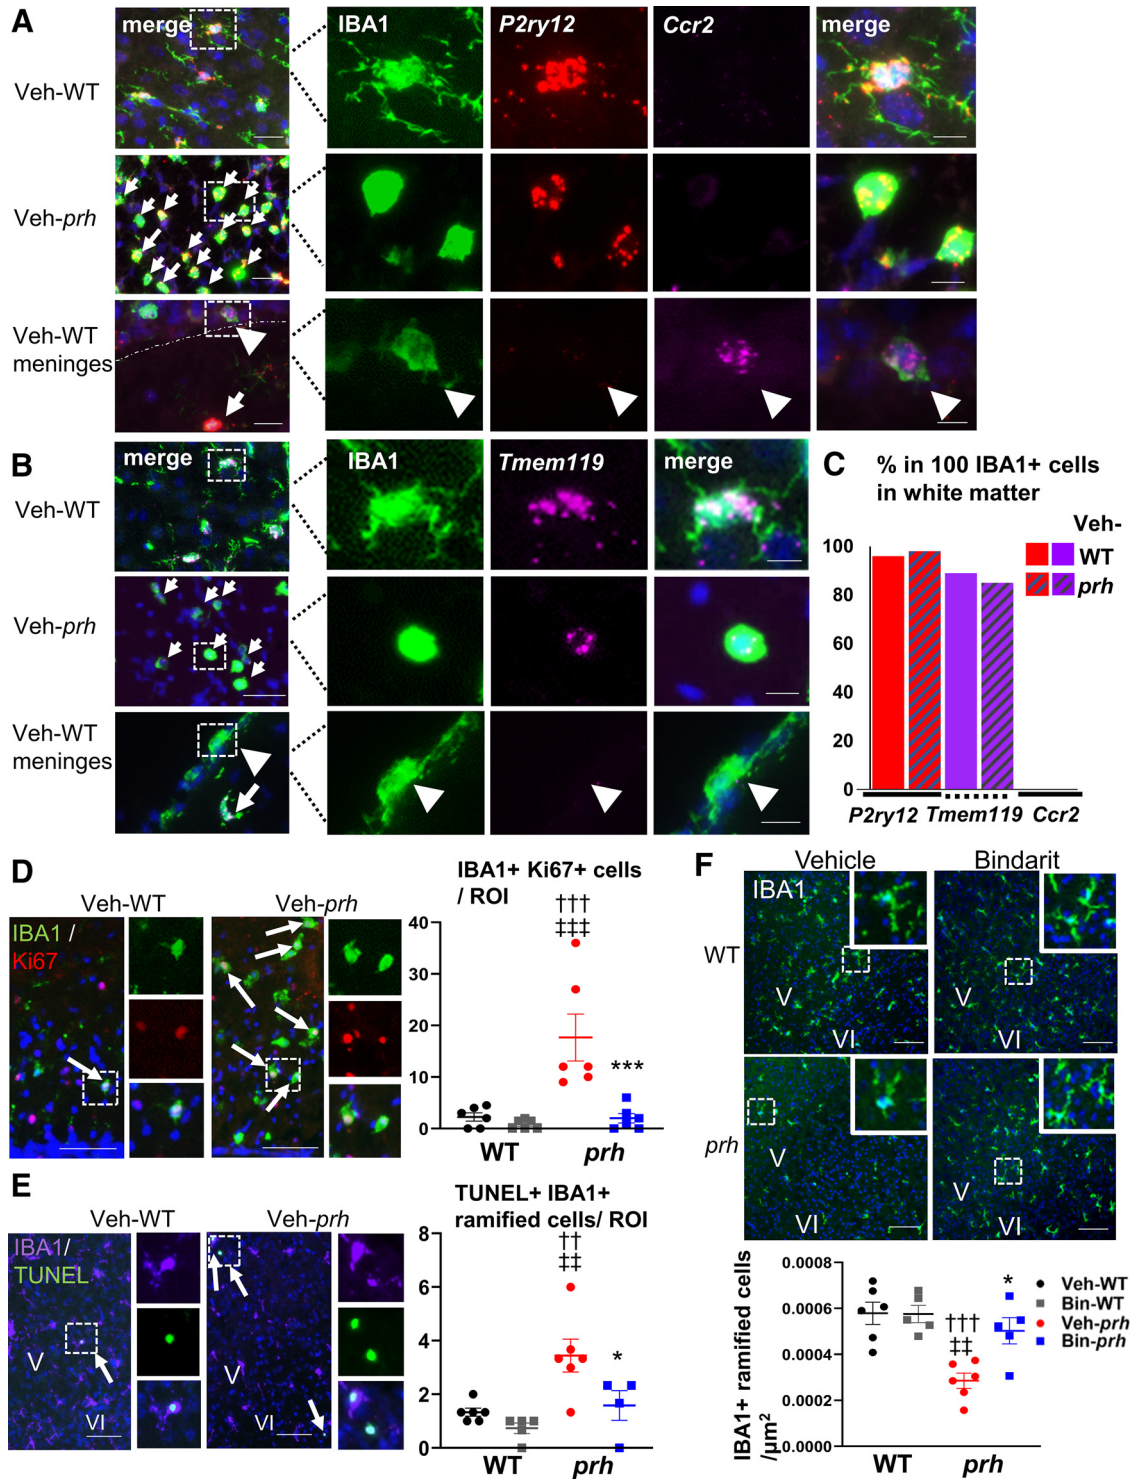 A
merge
IBA1
P2ry12
Ccr2
merge
Veh-WT
Veh-prh
Veh-WT
meninges
B
merge
IBA1
Tmem119
merge
Veh-WT
Veh-prh
Veh-WT
meninges
C
% in 100 IBA1+ cells
in white matter
Veh-
WT
prh
100
80
60
40
20
0
P2ry12 Tmem119 Ccr2
D
Veh-WT
Veh-prh
IBA1 /
Ki67
IBA1+ Ki67+ cells
/ ROI
†††
‡‡‡
***
40
30
20
10
0
WT
prh
E
Veh-WT
Veh-prh
IBA1/
TUNEL
V
VI
V
VI
TUNEL+ IBA1+
ramified cells/ ROI
††
‡‡
*
8
6
4
2
0
WT
prh
F
Vehicle
Bindarit
IBA1
WT
V
VI
V
VI
prh
V
VI
V
VI
IBA1+ ramified cells
/µm2
0.0008
0.0006
0.0004
0.0002
0.0000
†††
‡‡
*
WT
prh
Veh-WT
Bin-WT
Veh-prh
Bin-prh